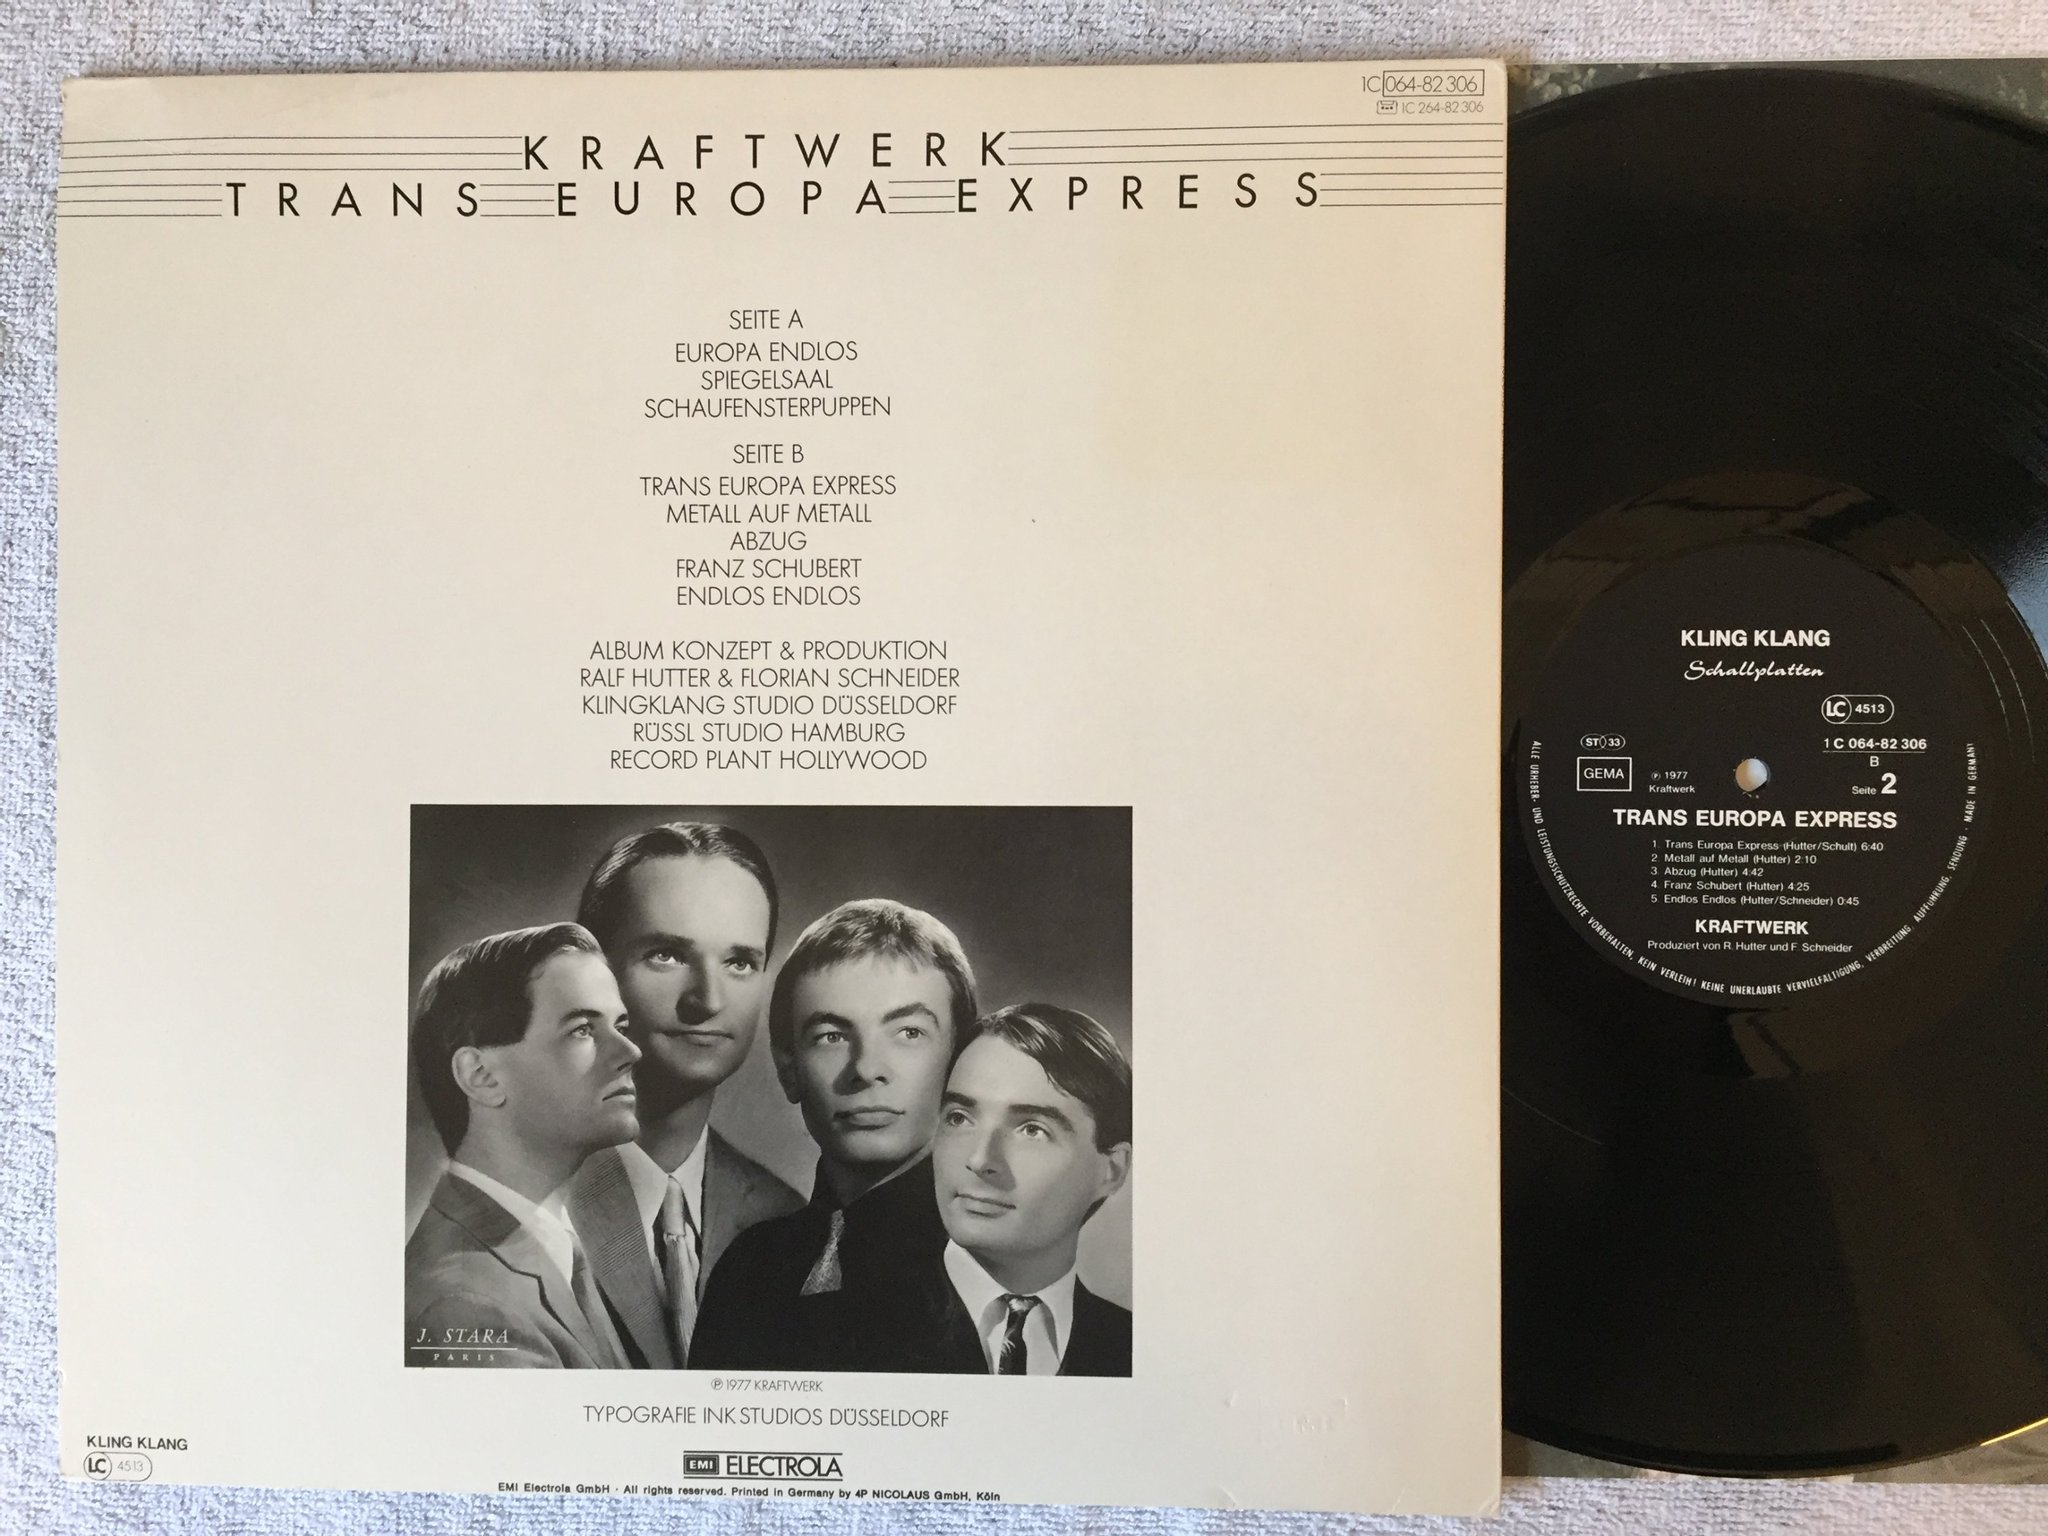 1C 064-82 306
1C 264-82 306
KRAFTWERK
TRANS EUROPA EXPRESS
SEITE A
EUROPA ENDLOS
SPIEGELSAAL
SCHAUFENSTERPUPPEN
SEITE B
TRANS EUROPA EXPRESS
METALL AUF METALL
ABZUG
FRANZ SCHUBERT
ENDLOS ENDLOS
ALBUM KONZEPT & PRODUKTION
RALF HUTTER & FLORIAN SCHNEIDER
KLINGKLANG STUDIO DÜSSELDORF
RÜSSL STUDIO HAMBURG
RECORD PLANT HOLLYWOOD
J. STARA
PARIS
℗ 1977 KRAFTWERK
TYPOGRAFIE INK STUDIOS DÜSSELDORF
KLING KLANG
LC 4513
EMI ELECTROLA
EMI Electrola GmbH · All rights reserved. Printed in Germany by 4P NICOLAUS GmbH, Köln
KLING KLANG
Schallplatten
LC 4513
ST 33
1 C 064-82 306
GEMA
℗ 1977
Kraftwerk
B
Seite 2
TRANS EUROPA EXPRESS
1. Trans Europa Express (Hutter/Schult) 6:40
2. Metall auf Metall (Hutter) 2:10
3. Abzug (Hutter) 4:42
4. Franz Schubert (Hutter) 4:25
5. Endlos Endlos (Hutter/Schneider) 0:45
KRAFTWERK
Produziert von R. Hutter und F. Schneider
ALLE URHEBER- UND LEISTUNGSSCHUTZRECHTE VORBEHALTEN, KEIN VERLEIH! KEINE UNERLAUBTE VERVIELFALTIGUNG, VERBREITUNG, AUFFüHRUNG, SENDUNG · MADE IN GERMANY